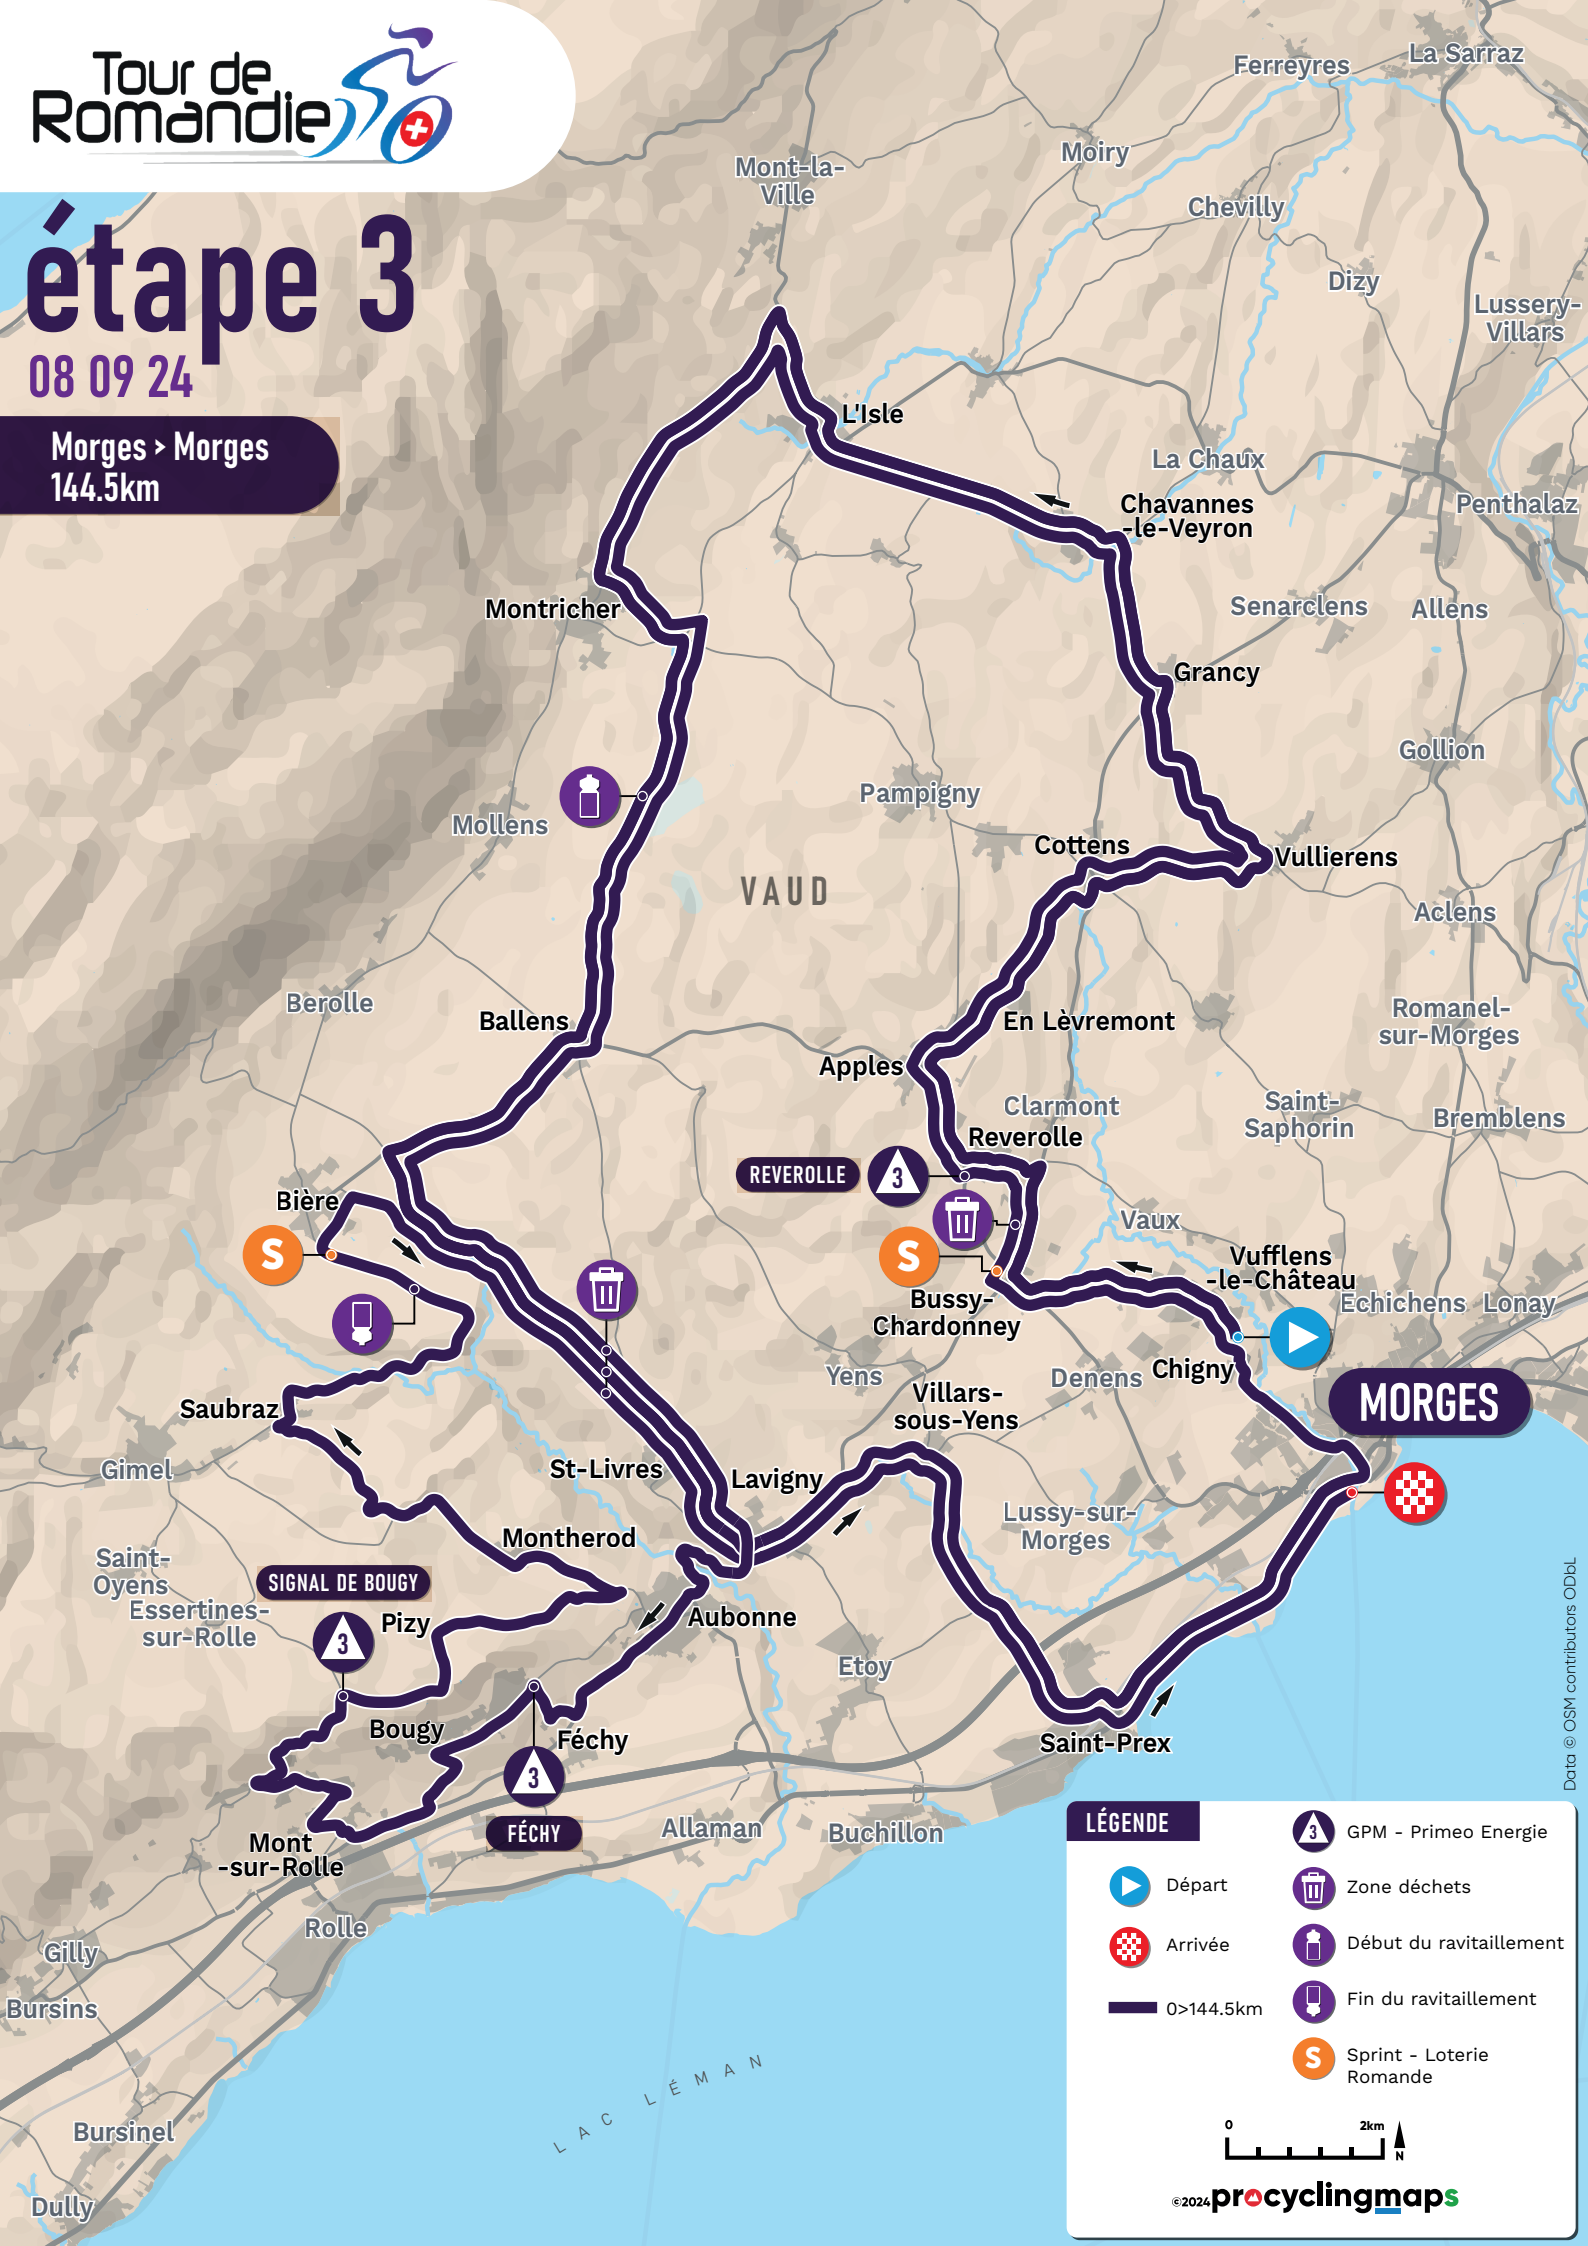 Tour de
Romandie
étape 3
08 09 24
Morges > Morges
144.5km
La Sarraz
Ferreyres
Moiry
Mont-la-
Ville
Chevilly
Dizy
Lussery-
Villars
L'Isle
La Chaux
Chavannes
-le-Veyron
Penthalaz
Montricher
Senarclens
Allens
Grancy
Gollion
Pampigny
Mollens
Cottens
Vullierens
VAUD
Aclens
Berolle
Ballens
En Lèvremont
Romanel-
sur-Morges
Apples
Clarmont
Saint-
Saphorin
Bremblens
Reverolle
REVEROLLE
3
Bière
S
Vaux
S
Vufflens
-le-Château
Bussy-
Chardonney
Echichens
Lonay
Yens
Denens
Chigny
Villars-
sous-Yens
MORGES
Saubraz
Gimel
St-Livres
Lavigny
Lussy-sur-
Morges
Montherod
Saint-
Oyens
SIGNAL DE BOUGY
3
Pizy
Essertines-
sur-Rolle
Aubonne
Etoy
Bougy
Féchy
Saint-Prex
3
FÉCHY
Allaman
Buchillon
Mont
-sur-Rolle
Rolle
Gilly
Bursins
Bursinel
Dully
LAC LÉMAN
Data © OSM contributors ODbL
LÉGENDE
Départ
Arrivée
0>144.5km
3
GPM - Primeo Energie
Zone déchets
Début du ravitaillement
Fin du ravitaillement
S
Sprint - Loterie
Romande
0
2km
N
©2024 procyclingmaps